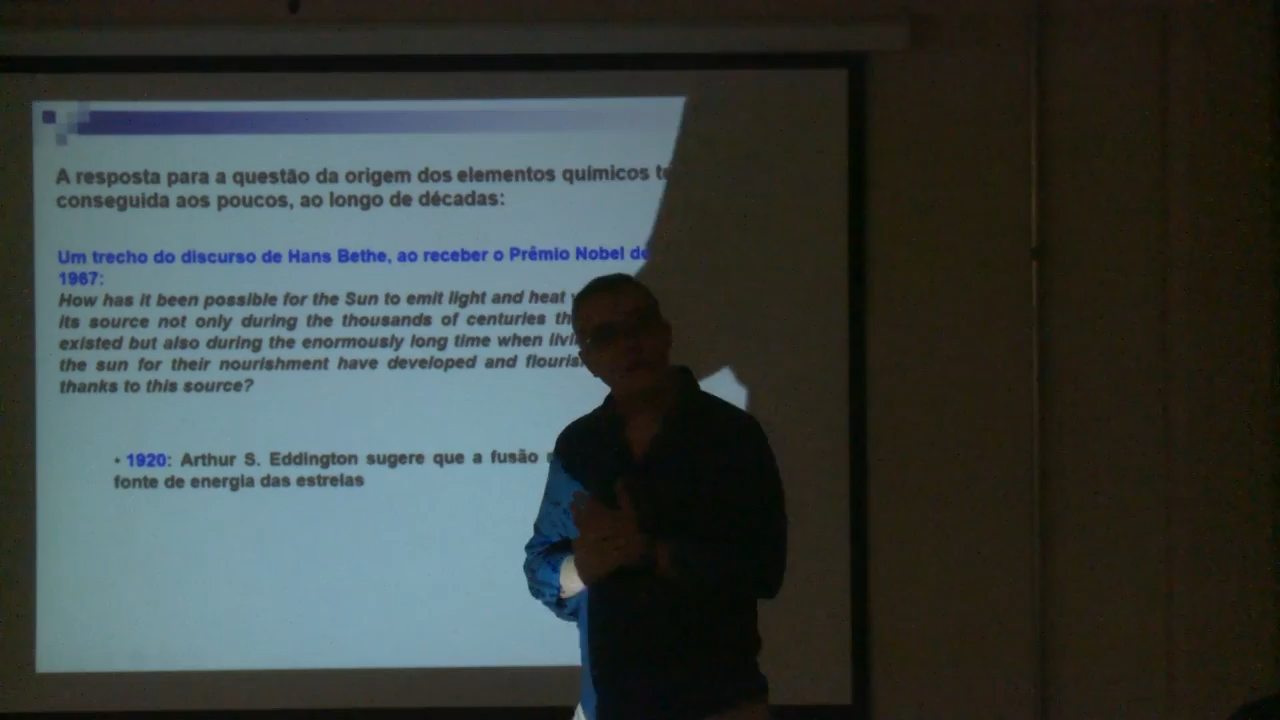 A resposta para a questão da origem dos elementos químicos
conseguida aos poucos, ao longo de décadas:
Um trecho do discurso de Hans Bethe, ao receber o Prêmio Nobel de
1967:
How has it been possible for the Sun to emit light and heat
its source not only during the thousands of centuries
existed but also during the enormously long time when
the sun for their nourishment have developed and
thanks to this source?
• 1920: Arthur S. Eddington sugere que a fusão
fonte de energia das estrelas